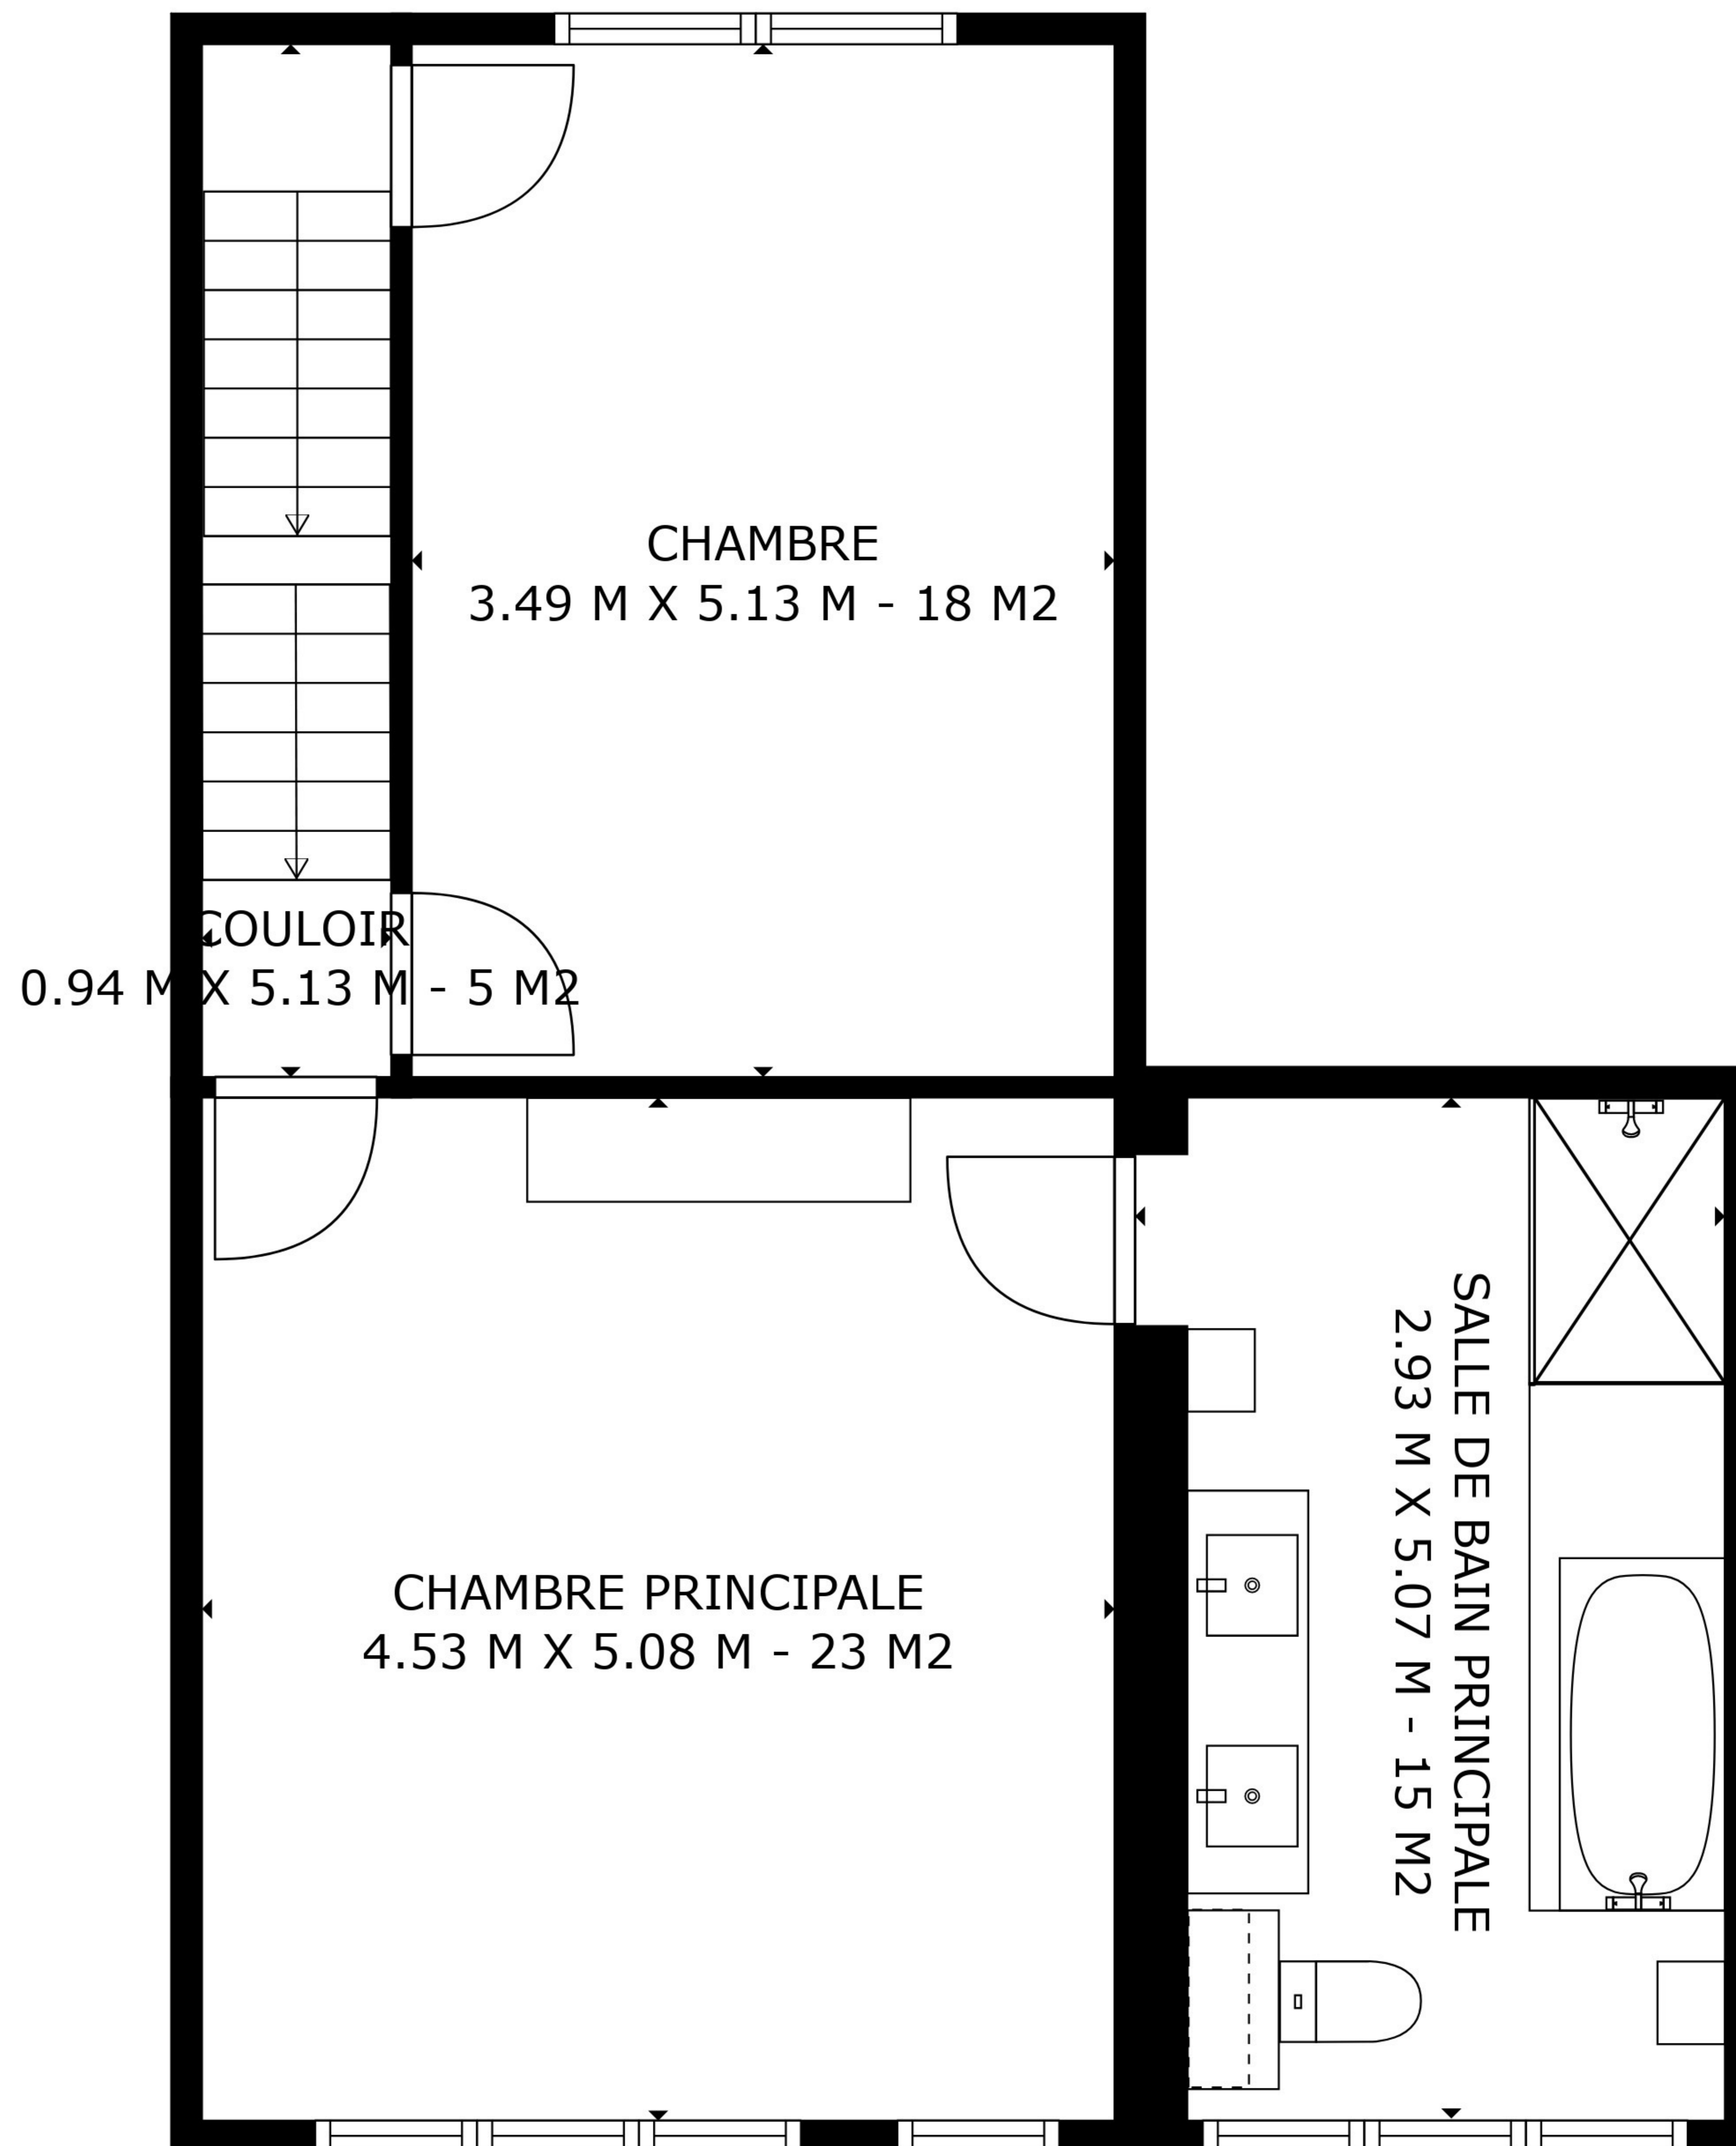 CHAMBRE
3.49 M X 5.13 M - 18 M2
COULOIR
0.94 M X 5.13 M - 5 M2
CHAMBRE PRINCIPALE
4.53 M X 5.08 M - 23 M2
SALLE DE BAIN PRINCIPALE
2.93 M X 5.07 M - 15 M2